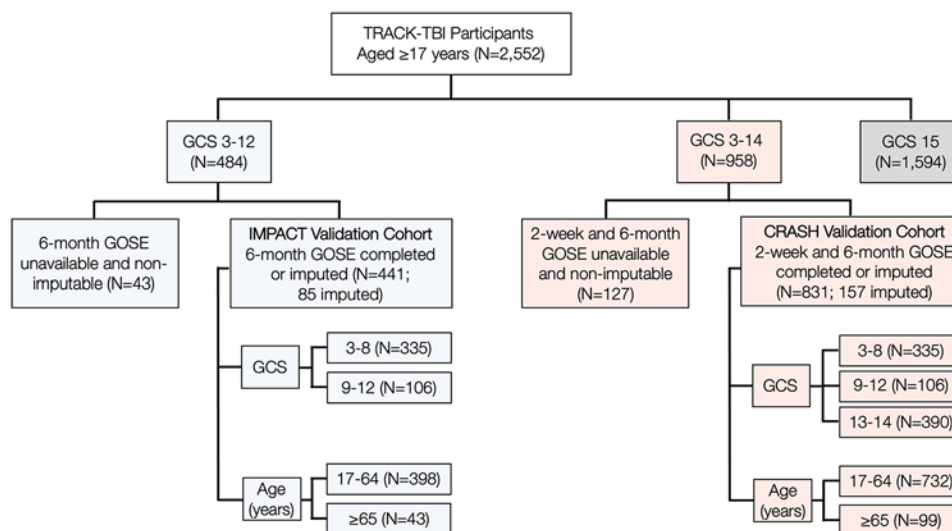 TRACK-TBI Participants
Aged ≥17 years (N=2,552)
GCS 3-12
(N=484)
GCS 3-14
(N=958)
GCS 15
(N=1,594)
6-month GOSE
unavailable and non-
imputable (N=43)
IMPACT Validation Cohort
6-month GOSE completed
or imputed (N=441;
85 imputed)
2-week and 6-month
GOSE unavailable
and non-imputable
(N=127)
CRASH Validation Cohort
2-week and 6-month GOSE
completed or imputed
(N=831; 157 imputed)
GCS
3-8 (N=335)
9-12 (N=106)
Age
(years)
17-64 (N=398)
≥65 (N=43)
GCS
3-8 (N=335)
9-12 (N=106)
13-14 (N=390)
Age
(years)
17-64 (N=732)
≥65 (N=99)